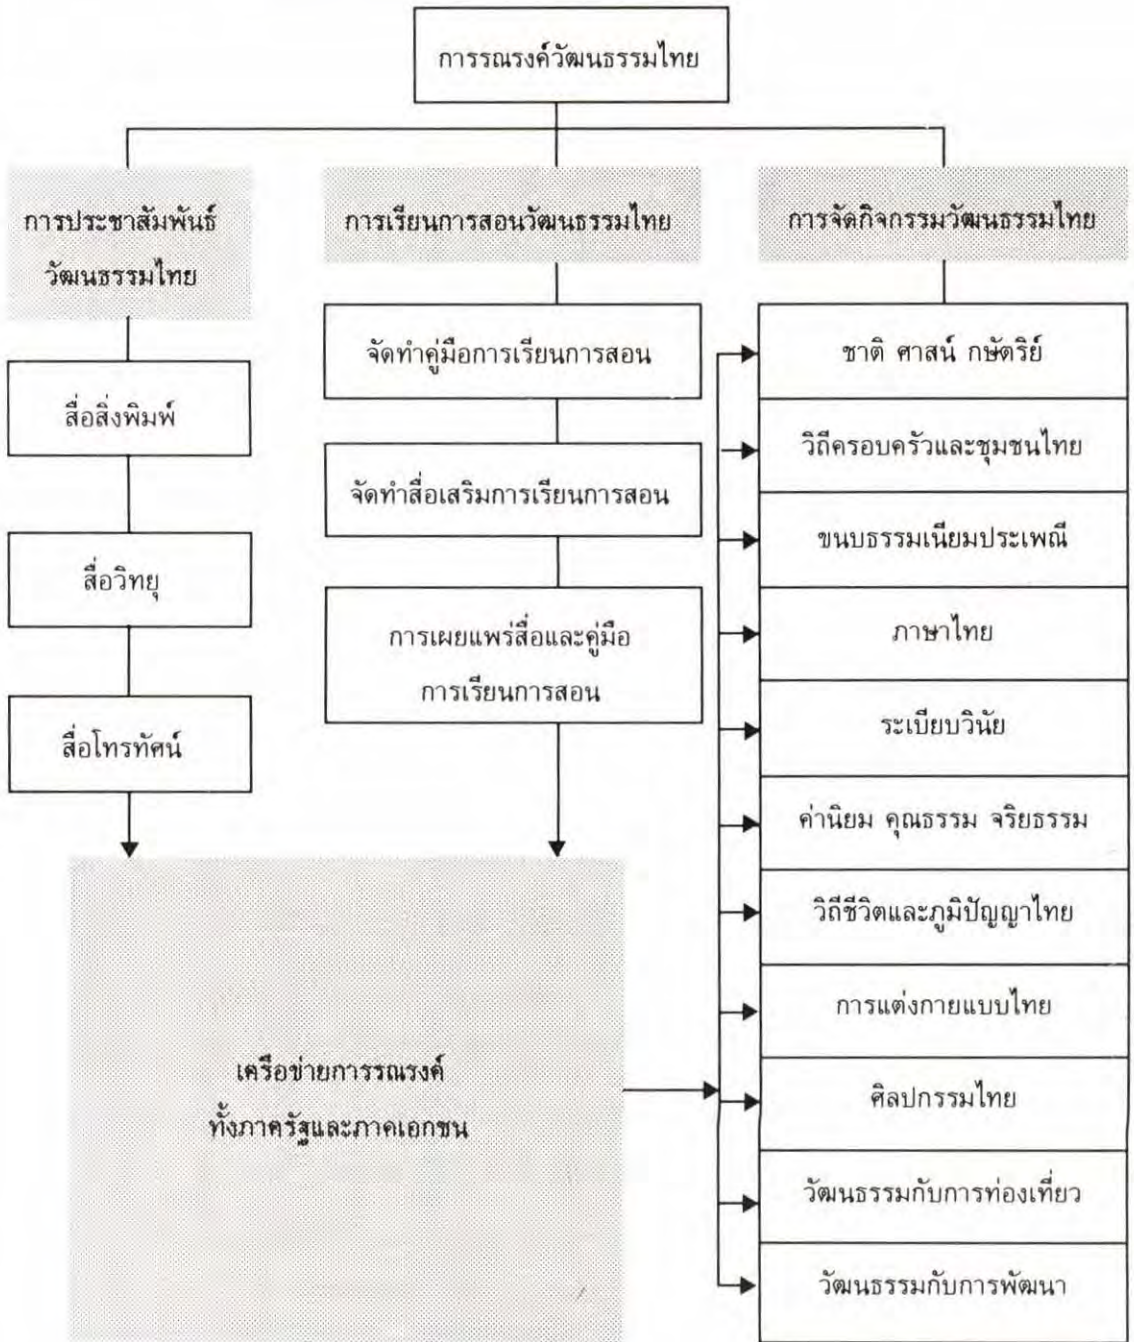 การรณรงค์วัฒนธรรมไทย
การประชาสัมพันธ์
วัฒนธรรมไทย
สื่อสิ่งพิมพ์
สื่อวิทยุ
สื่อโทรทัศน์
การเรียนการสอนวัฒนธรรมไทย
จัดทำคู่มือการเรียนการสอน
จัดทำสื่อเสริมการเรียนการสอน
การเผยแพร่สื่อและคู่มือ
การเรียนการสอน
เครือข่ายการรณรงค์
ทั้งภาครัฐและภาคเอกชน
การจัดกิจกรรมวัฒนธรรมไทย
ชาติ ศาสน์ กษัตริย์
วิถีครอบครัวและชุมชนไทย
ขนบธรรมเนียมประเพณี
ภาษาไทย
ระเบียบวินัย
ค่านิยม คุณธรรม จริยธรรม
วิถีชีวิตและภูมิปัญญาไทย
การแต่งกายแบบไทย
ศิลปกรรมไทย
วัฒนธรรมกับการท่องเที่ยว
วัฒนธรรมกับการพัฒนา